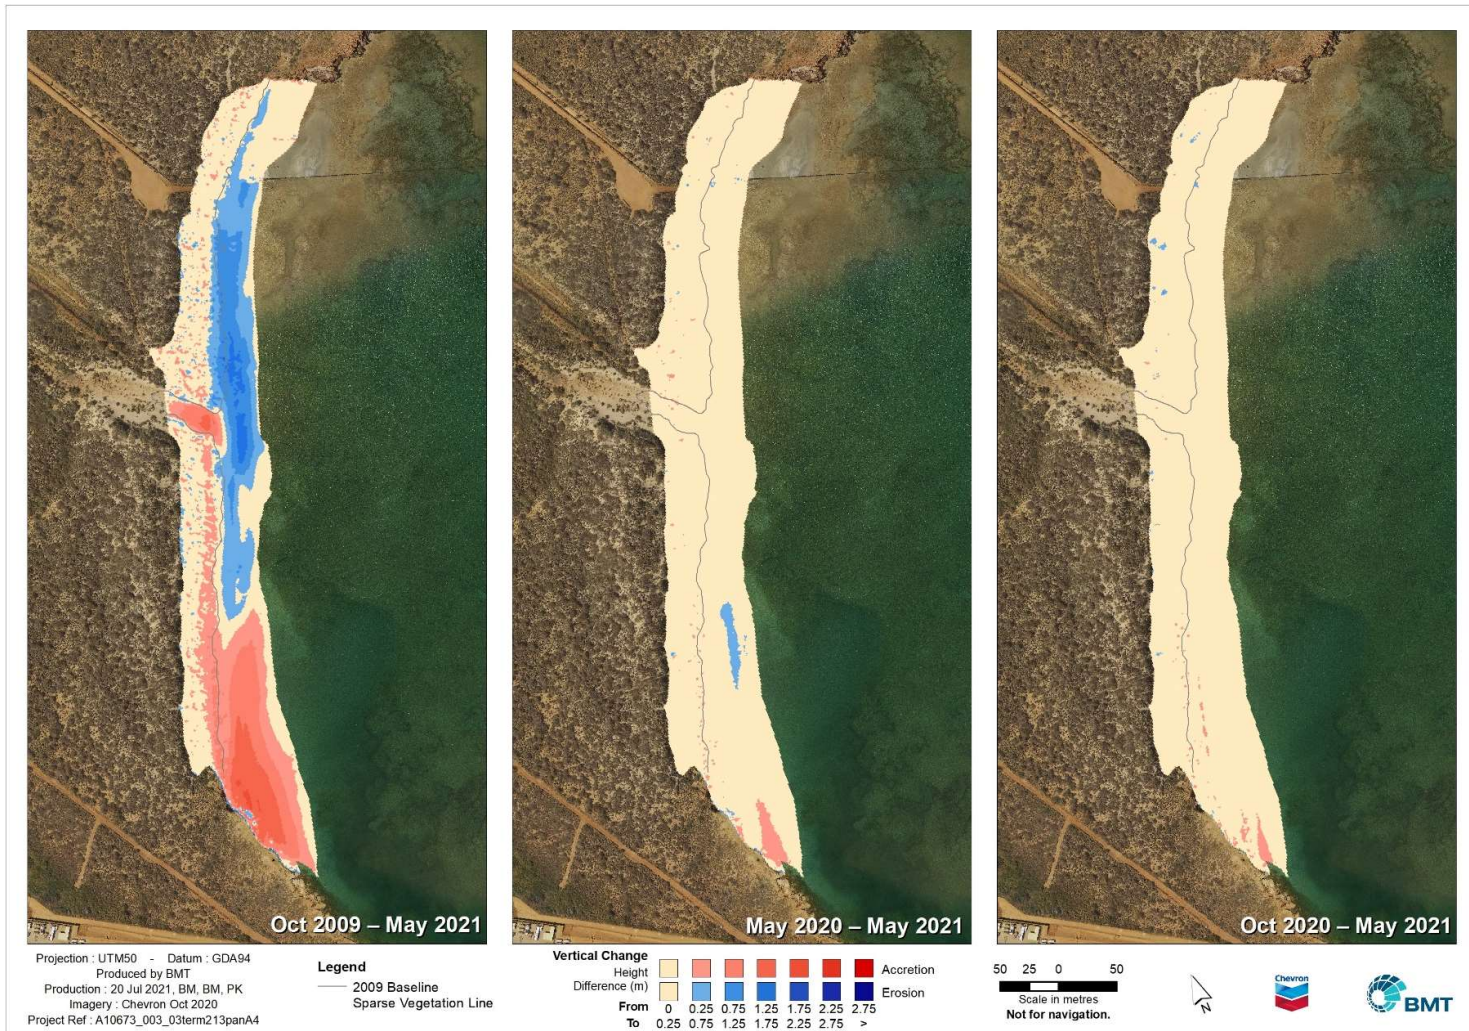 Oct 2009 – May 2021
May 2020 – May 2021
Oct 2020 – May 2021
Projection : UTM50 - Datum : GDA94
Produced by BMT
Production : 20 Jul 2021, BM, BM, PK
Imagery : Chevron Oct 2020
Project Ref : A10673_003_03term213panA4
Legend
2009 Baseline
Sparse Vegetation Line
Vertical Change
Height
Difference (m)
Accretion
Erosion
From 0 0.25 0.75 1.25 1.75 2.25 2.75
To 0.25 0.75 1.25 1.75 2.25 2.75 >
50 25 0 50
Scale in metres
Not for navigation.
N
Chevron
BMT